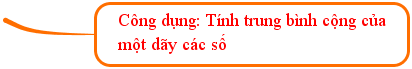 Công dụng: Tính trung bình cộng của
một dãy các số